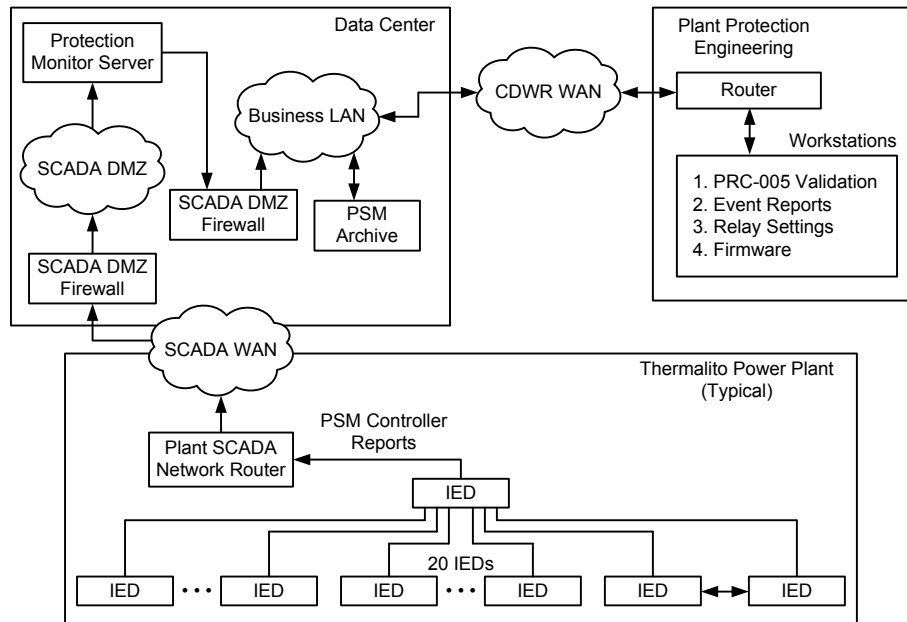 Data Center
Protection
Monitor Server
SCADA DMZ
SCADA DMZ
Firewall
SCADA DMZ
Firewall
Business LAN
PSM
Archive
CDWR WAN
Plant Protection
Engineering
Router
Workstations
1. PRC-005 Validation
2. Event Reports
3. Relay Settings
4. Firmware
SCADA WAN
Thermalito Power Plant
(Typical)
Plant SCADA
Network Router
PSM Controller
Reports
IED
20 IEDs
IED
IED
IED
IED
IED
IED